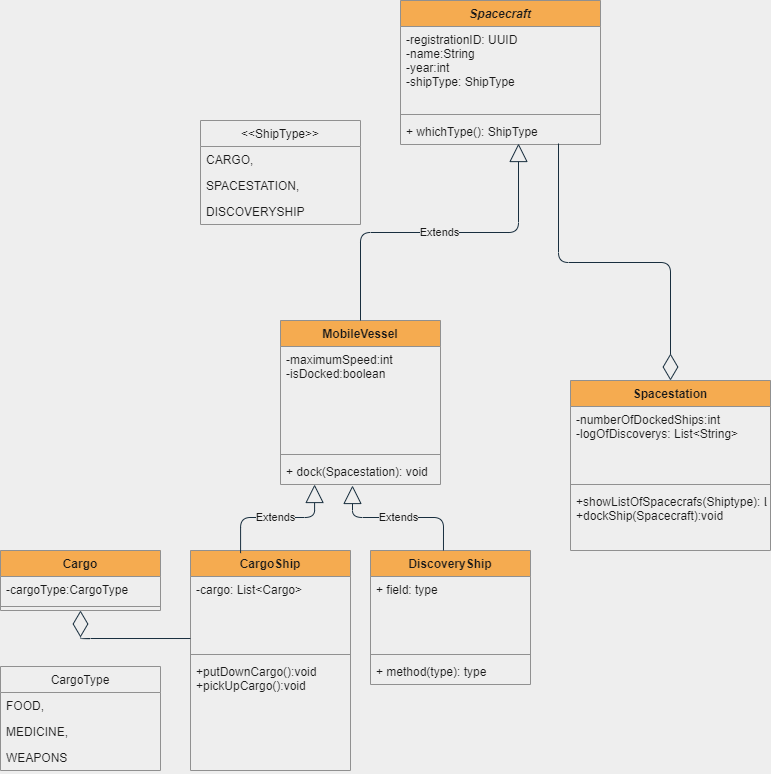 Spacecraft
-registrationID: UUID
-name:String
-year:int
-shipType: ShipType
+ whichType(): ShipType
<<ShipType>>
CARGO,
SPACESTATION,
DISCOVERYSHIP
Extends
MobileVessel
-maximumSpeed:int
-isDocked:boolean
+ dock(Spacestation): void
Spacestation
-numberOfDockedShips:int
-logOfDiscoverys: List<String>
+showListOfSpacecrafs(Shiptype): l
+dockShip(Spacecraft):void
Extends
Extends
Cargo
-cargoType:CargoType
CargoShip
-cargo: List<Cargo>
+putDownCargo():void
+pickUpCargo():void
DiscoveryShip
+ field: type
+ method(type): type
CargoType
FOOD,
MEDICINE,
WEAPONS